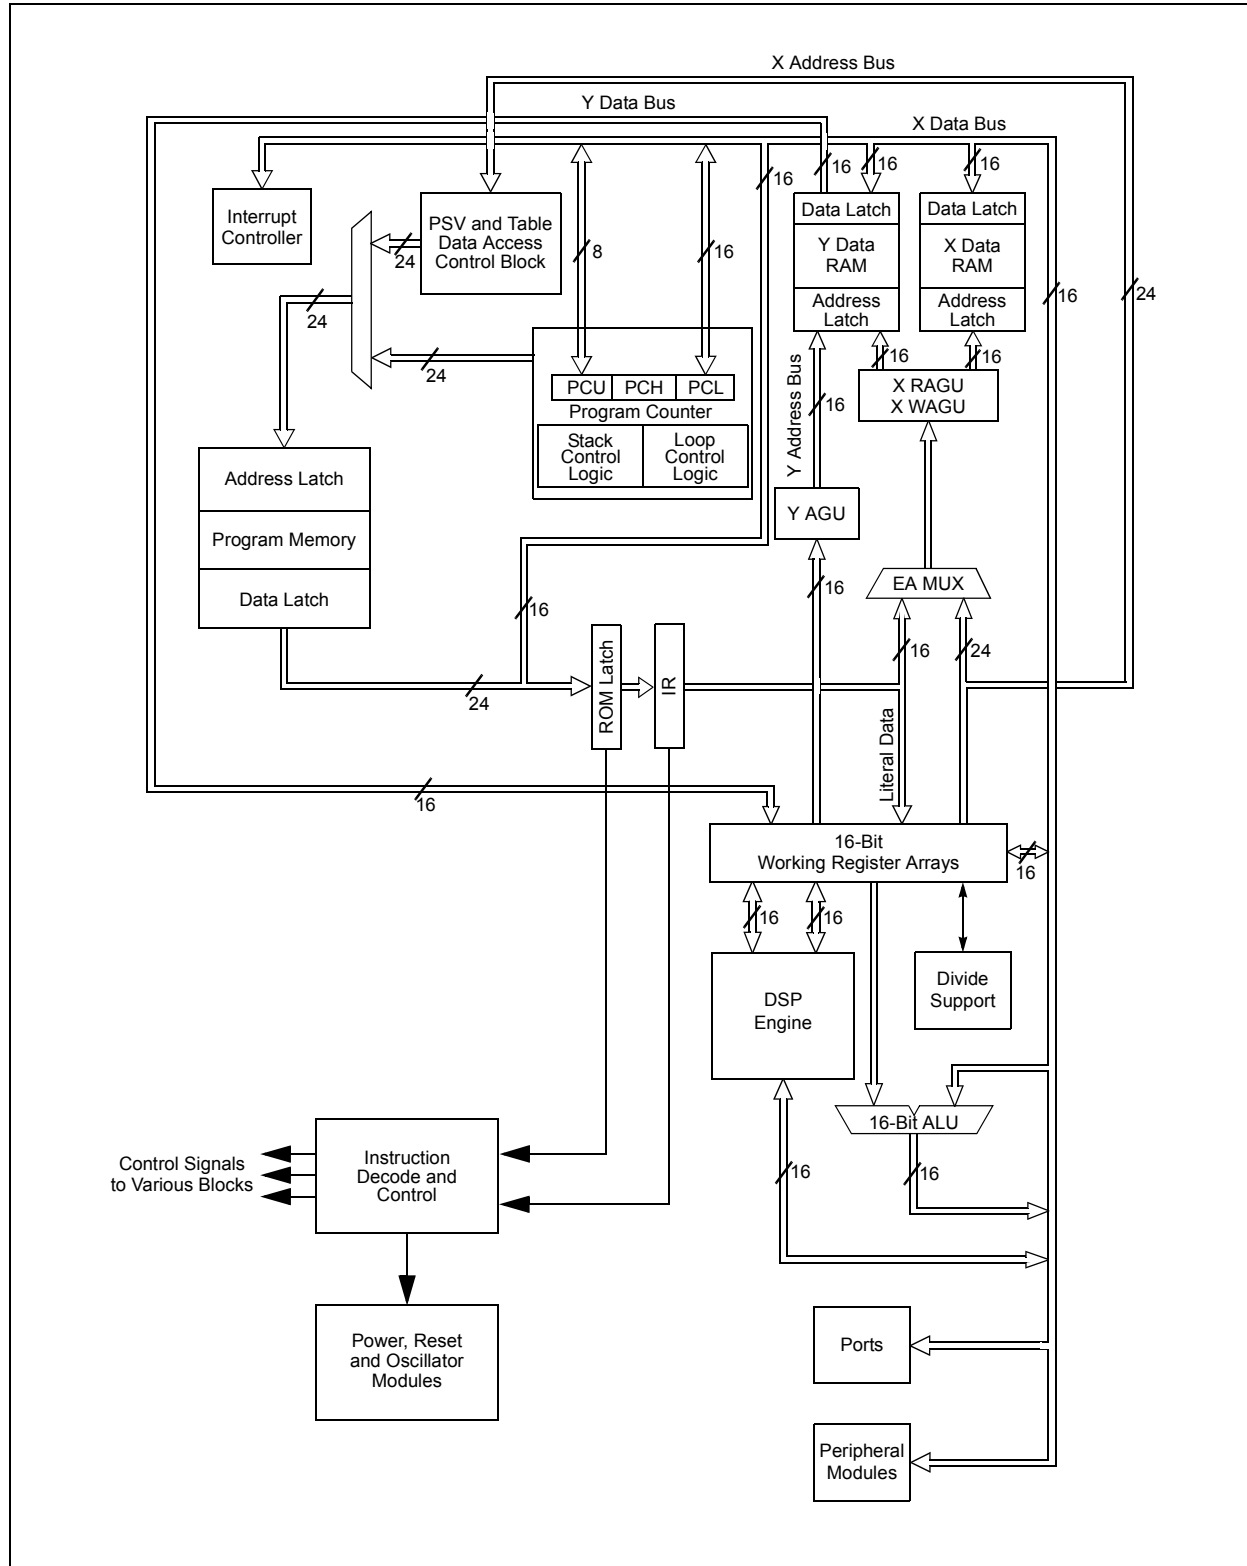 X Address Bus
Y Data Bus
X Data Bus
16
16
16
16
Interrupt
Controller
PSV and Table
Data Access
Control Block
24
8
16
Data Latch
Y Data
RAM
Address
Latch
Data Latch
X Data
RAM
Address
Latch
16
24
24
24
16
16
PCU
PCH
PCL
Program Counter
Stack
Control
Logic
Loop
Control
Logic
Y Address Bus
16
X RAGU
X WAGU
Address Latch
Program Memory
Data Latch
Y AGU
16
EA MUX
16
16
24
24
ROM Latch
IR
Literal Data
16
16-Bit
Working Register Arrays
16
16
16
DSP
Engine
Divide
Support
16-Bit ALU
16
16
Control Signals
to Various Blocks
Instruction
Decode and
Control
Power, Reset
and Oscillator
Modules
Ports
Peripheral
Modules